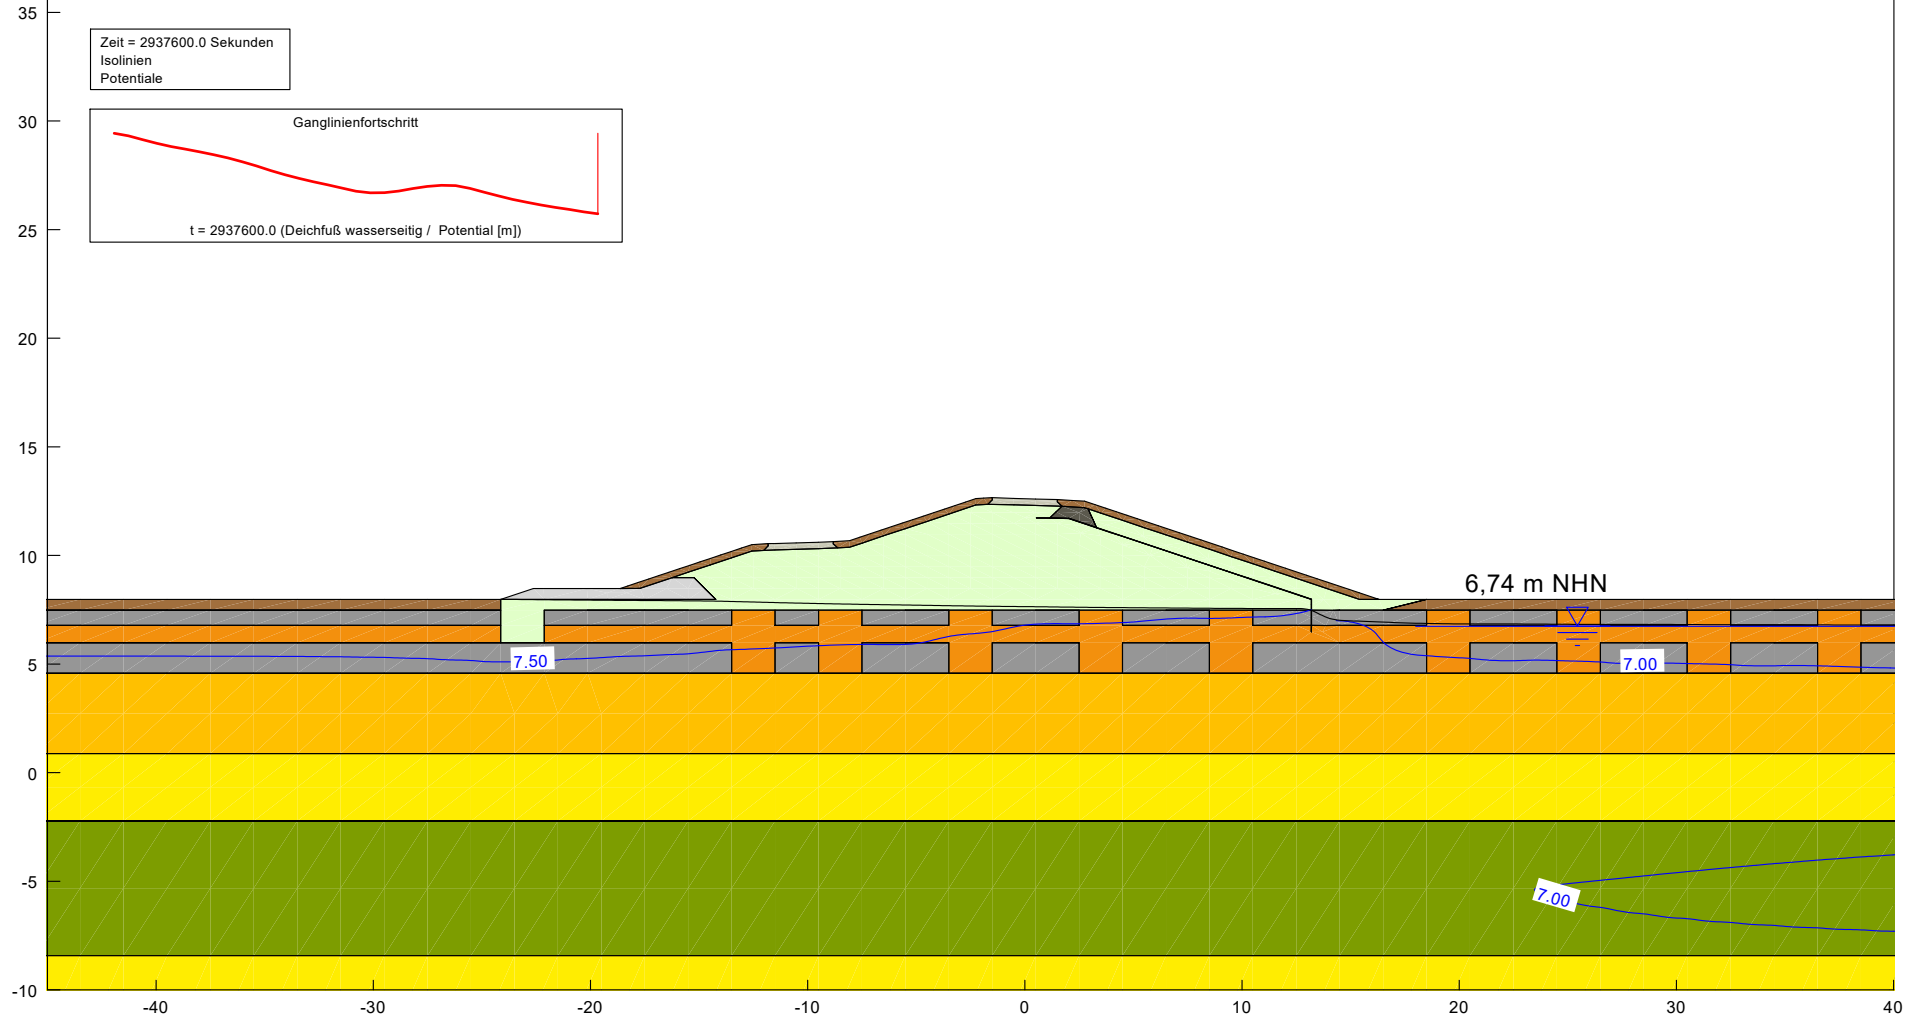 35
Zeit = 2937600.0 Sekunden
Isolinien
Potentiale
30
Ganglinienfortschritt
25
t = 2937600.0 (Deichfuß wasserseitig /  Potential [m])
20
15
10
6,74 m NHN
5
7.50
7.00
0
-5
7.00
-10
-40 -30 -20 -10 0 10 20 30 40